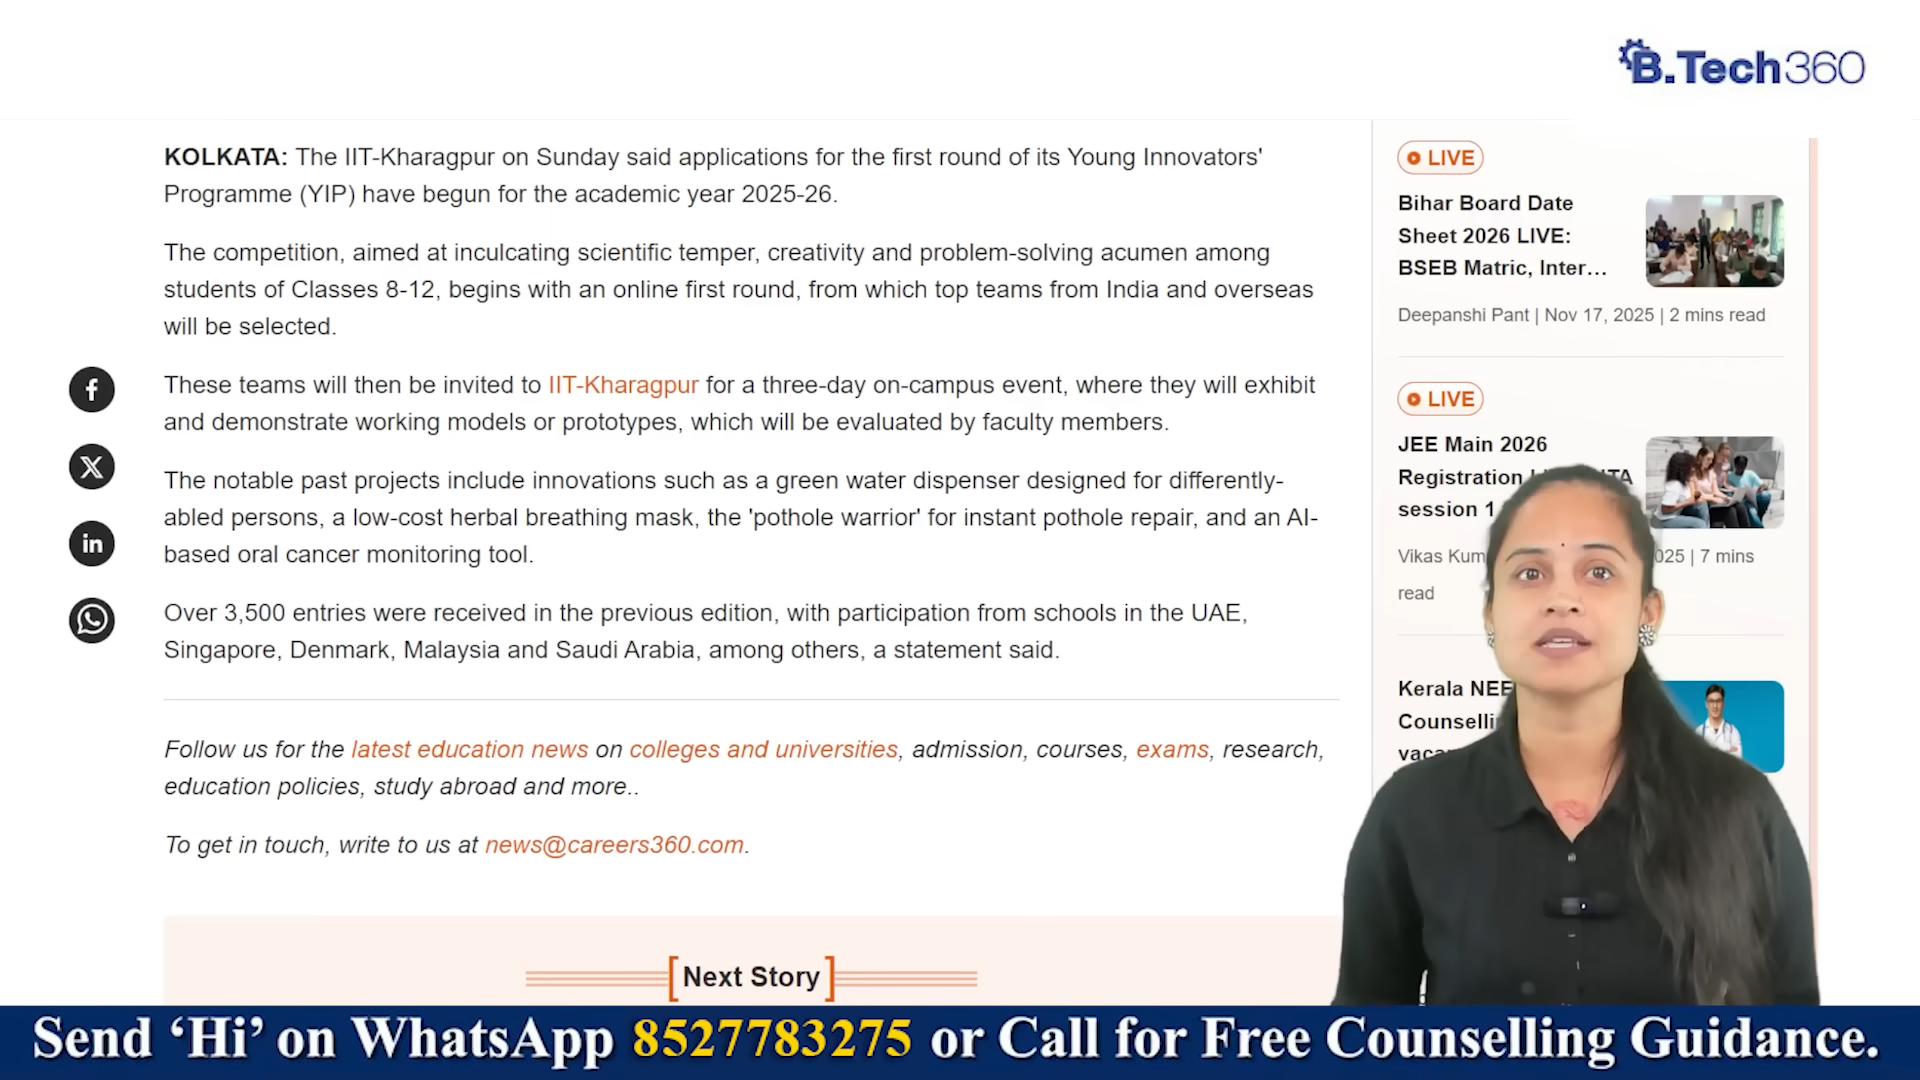 B.Tech360
KOLKATA: The IIT-Kharagpur on Sunday said applications for the first round of its Young Innovators'
Programme (YIP) have begun for the academic year 2025-26.
The competition, aimed at inculcating scientific temper, creativity and problem-solving acumen among
students of Classes 8-12, begins with an online first round, from which top teams from India and overseas
will be selected.
These teams will then be invited to IIT-Kharagpur for a three-day on-campus event, where they will exhibit
and demonstrate working models or prototypes, which will be evaluated by faculty members.
The notable past projects include innovations such as a green water dispenser designed for differently-
abled persons, a low-cost herbal breathing mask, the 'pothole warrior' for instant pothole repair, and an AI-
based oral cancer monitoring tool.
Over 3,500 entries were received in the previous edition, with participation from schools in the UAE,
Singapore, Denmark, Malaysia and Saudi Arabia, among others, a statement said.
Follow us for the latest education news on colleges and universities, admission, courses, exams, research,
education policies, study abroad and more..
To get in touch, write to us at news@careers360.com.
[Next Story]
LIVE
Bihar Board Date
Sheet 2026 LIVE:
BSEB Matric, Inter...
Deepanshi Pant | Nov 17, 2025 | 2 mins read
LIVE
JEE Main 2026
Registration
session 1
Vikas 025 | 7 mins
read
Kerala
Send ‘Hi’ on WhatsApp 8527783275 or Call for Free Counselling Guidance.